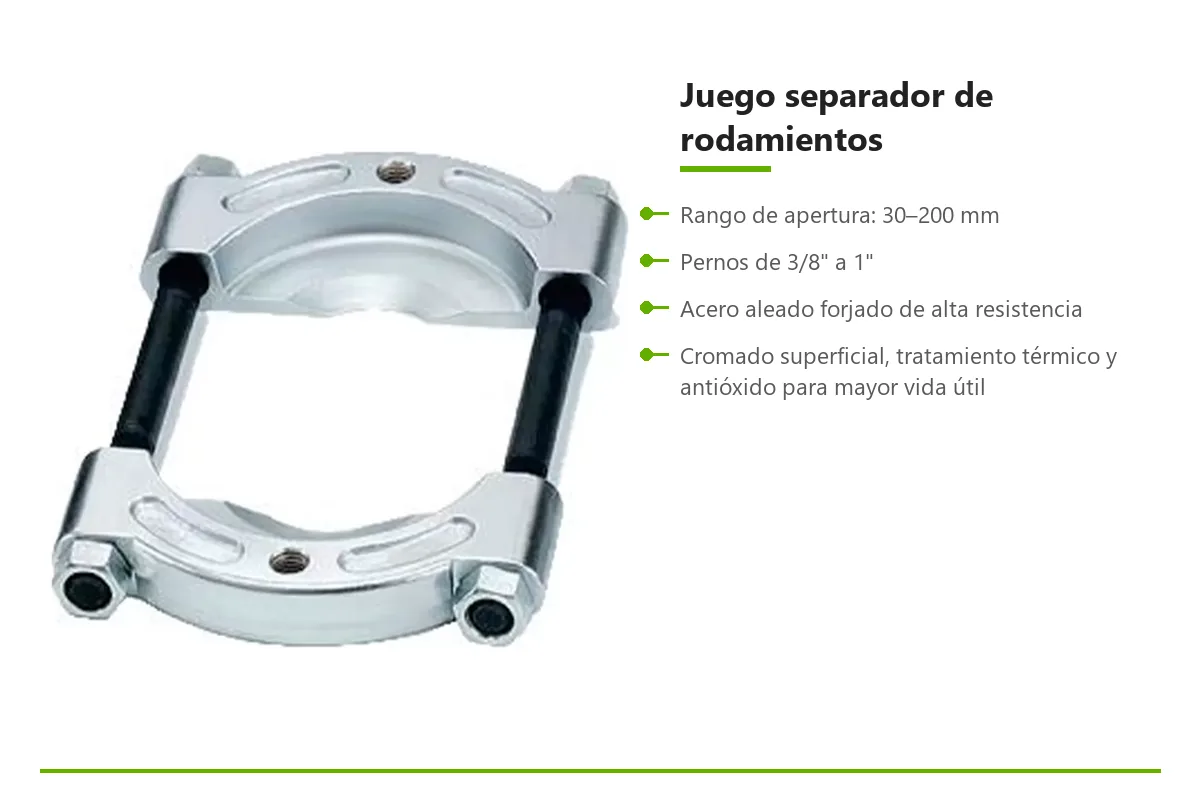 Juego separador de
rodamientos
Rango de apertura: 30–200 mm
Pernos de 3/8" a 1"
Acero aleado forjado de alta resistencia
Cromado superficial, tratamiento térmico y
antióxido para mayor vida útil